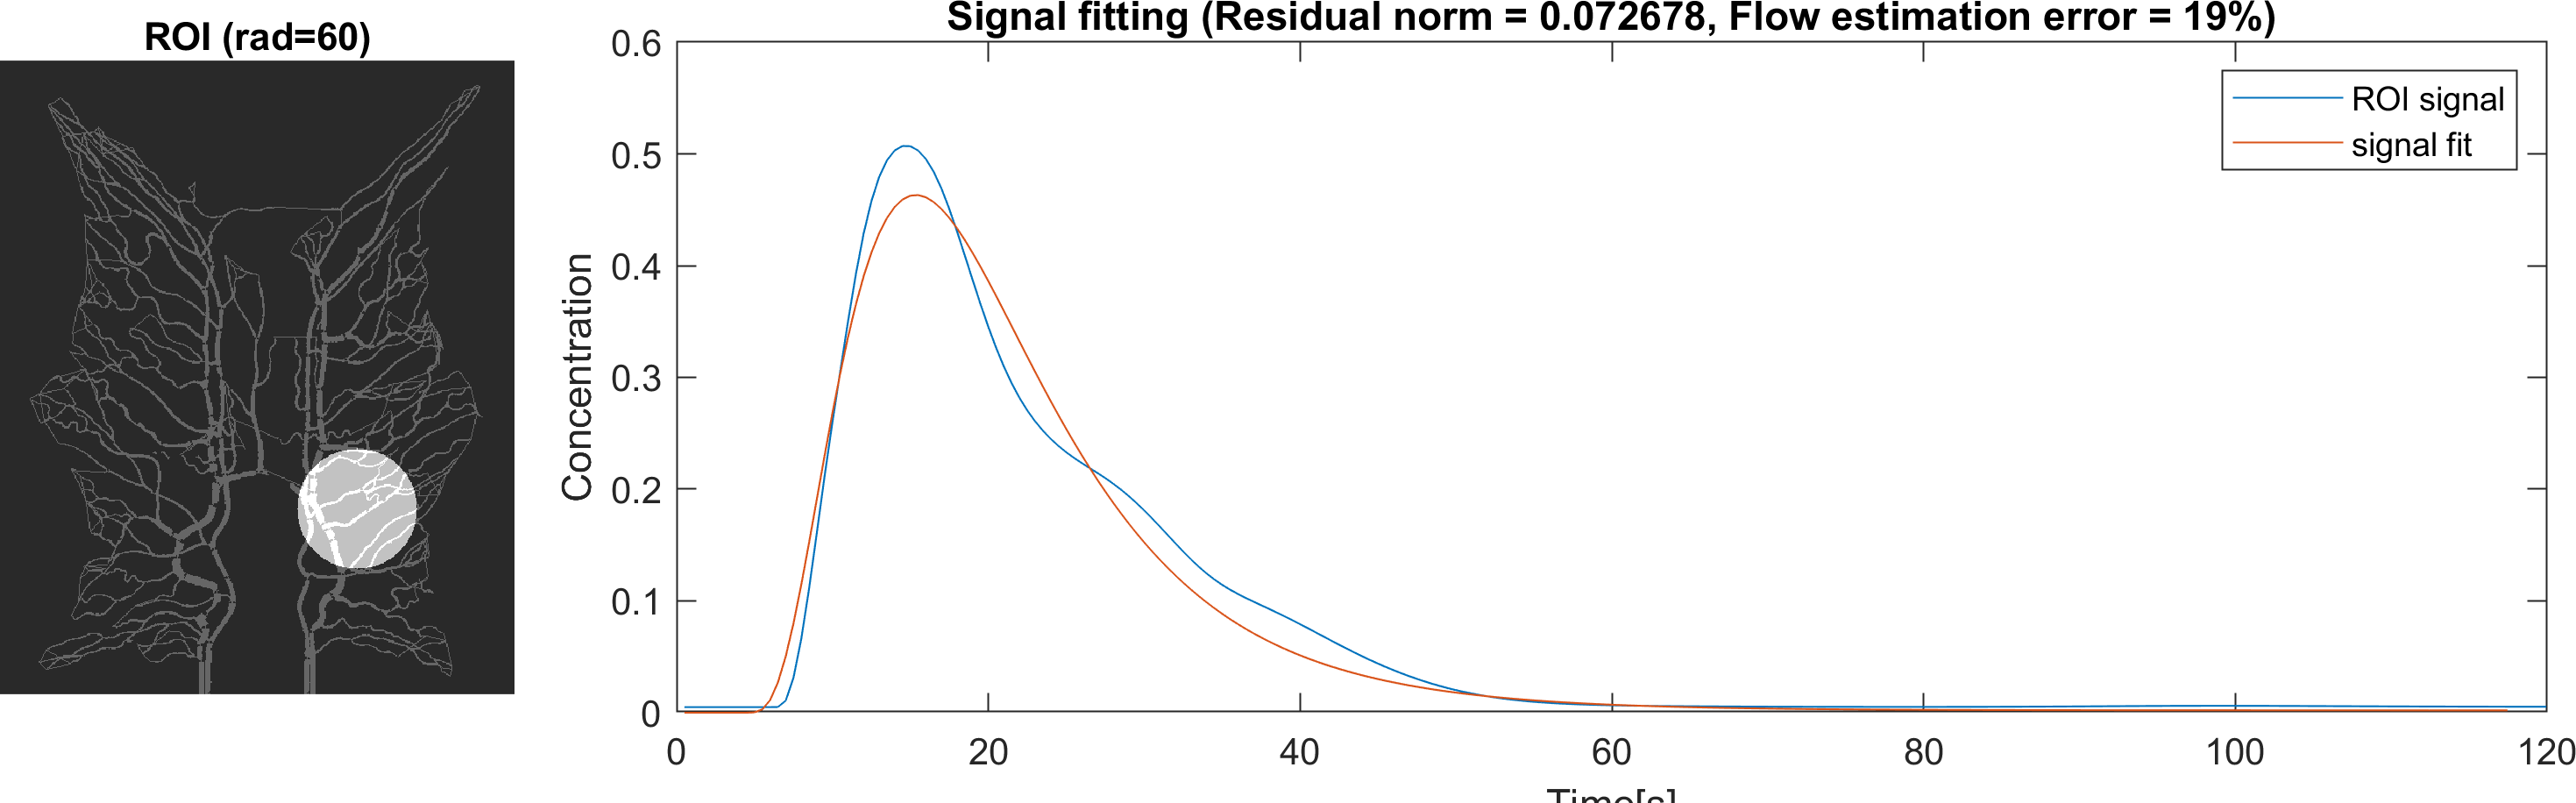 ROI (rad=60)
Signal fitting (Residual norm = 0.072678, Flow estimation error = 19%)
0.6
0.5
0.4
0.3
0.2
0.1
0
Concentration
ROI signal
signal fit
0 20 40 60 80 100 120
Time[s]